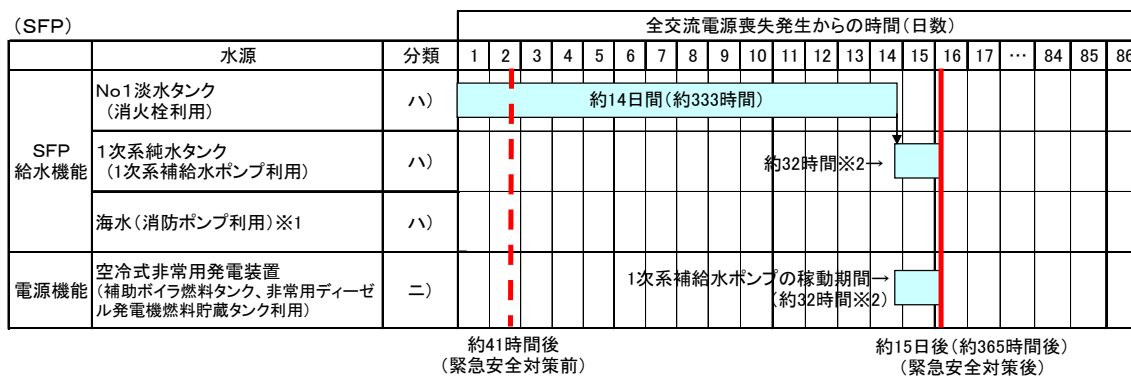 (SFP)
全交流電源喪失発生からの時間(日数)
水源 分類 1 2 3 4 5 6 7 8 9 10 11 12 13 14 15 16 17 … 84 85 86
SFP
給水機能
No1淡水タンク
(消火栓利用)
ハ)
約14日間(約333時間)
1次系純水タンク
(1次系補給水ポンプ利用)
ハ)
約32時間※2→
海水(消防ポンプ利用)※1
ハ)
電源機能
空冷式非常用発電装置
(補助ボイラ燃料タンク、非常用ディーゼ
ル発電機燃料貯蔵タンク利用)
ニ)
1次系補給水ポンプの稼動期間→
(約32時間※2)
約41時間後
(緊急安全対策前)
約15日後(約365時間後)
(緊急安全対策後)